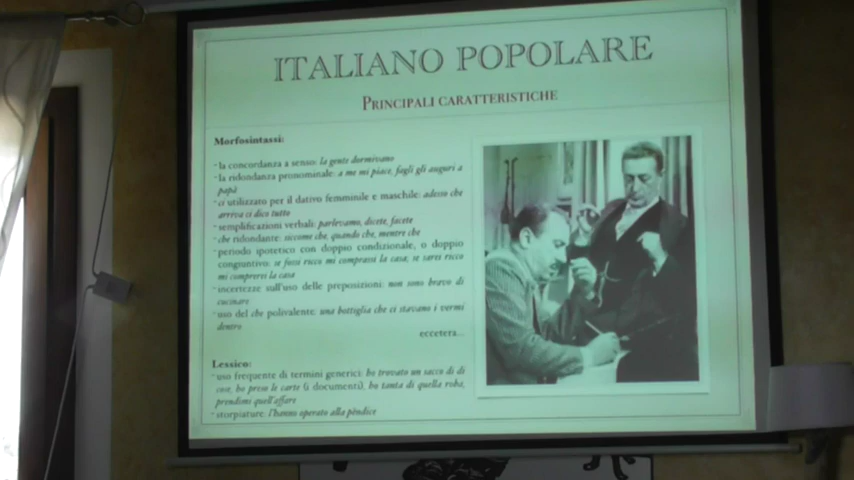 ITALIANO POPOLARE
PRINCIPALI CARATTERISTICHE
Morfosintassi:
- la concordanza a senso: la gente dormivano
- la ridondanza pronominale: a me mi piace, fagli gli auguri a
papà
- ci utilizzato per il dativo femminile e maschile: adesso che
arriva ci dico tutto
- semplificazioni verbali: parlevamo, dicete, facete
- che ridondante: siccome che, quando che, mentre che
- periodo ipotetico con doppio condizionale, o doppio
congiuntivo: se fossi ricco mi comprassi la casa, se sarei ricco
mi comprerei la casa
- incertezze sull'uso delle preposizioni: non sono bravo di
cucinare
- uso del che polivalente: una bottiglia che ci stavano i vermi
dentro
eccetera...
Lessico:
- uso frequente di termini generici: ho trovato un sacco di di
cose, ho preso le carte (i documenti), ho tanta di quella roba,
prendimi quell'affare
- storpiature: l'hanno operato alla pèndice